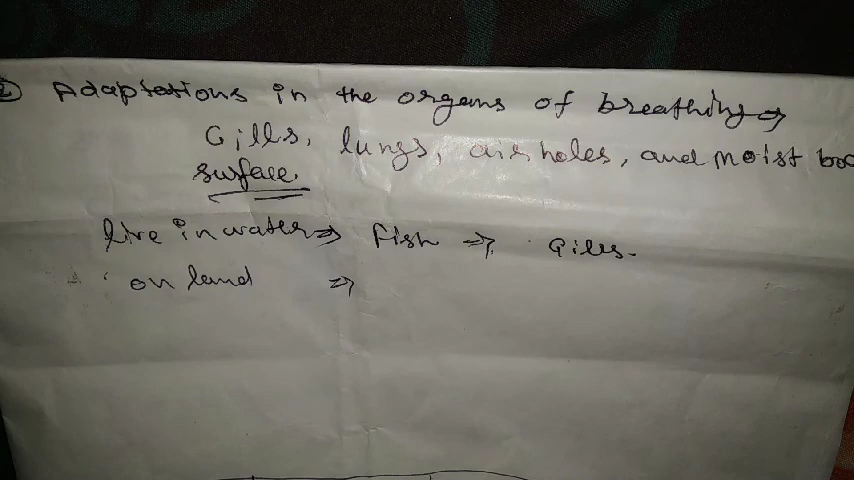 Adaptations in the organs of breathing ⇒
Gills, lungs, air holes, and moist
surface.
live in water ⇒ Fish ⇒ Gills.
on land ⇒